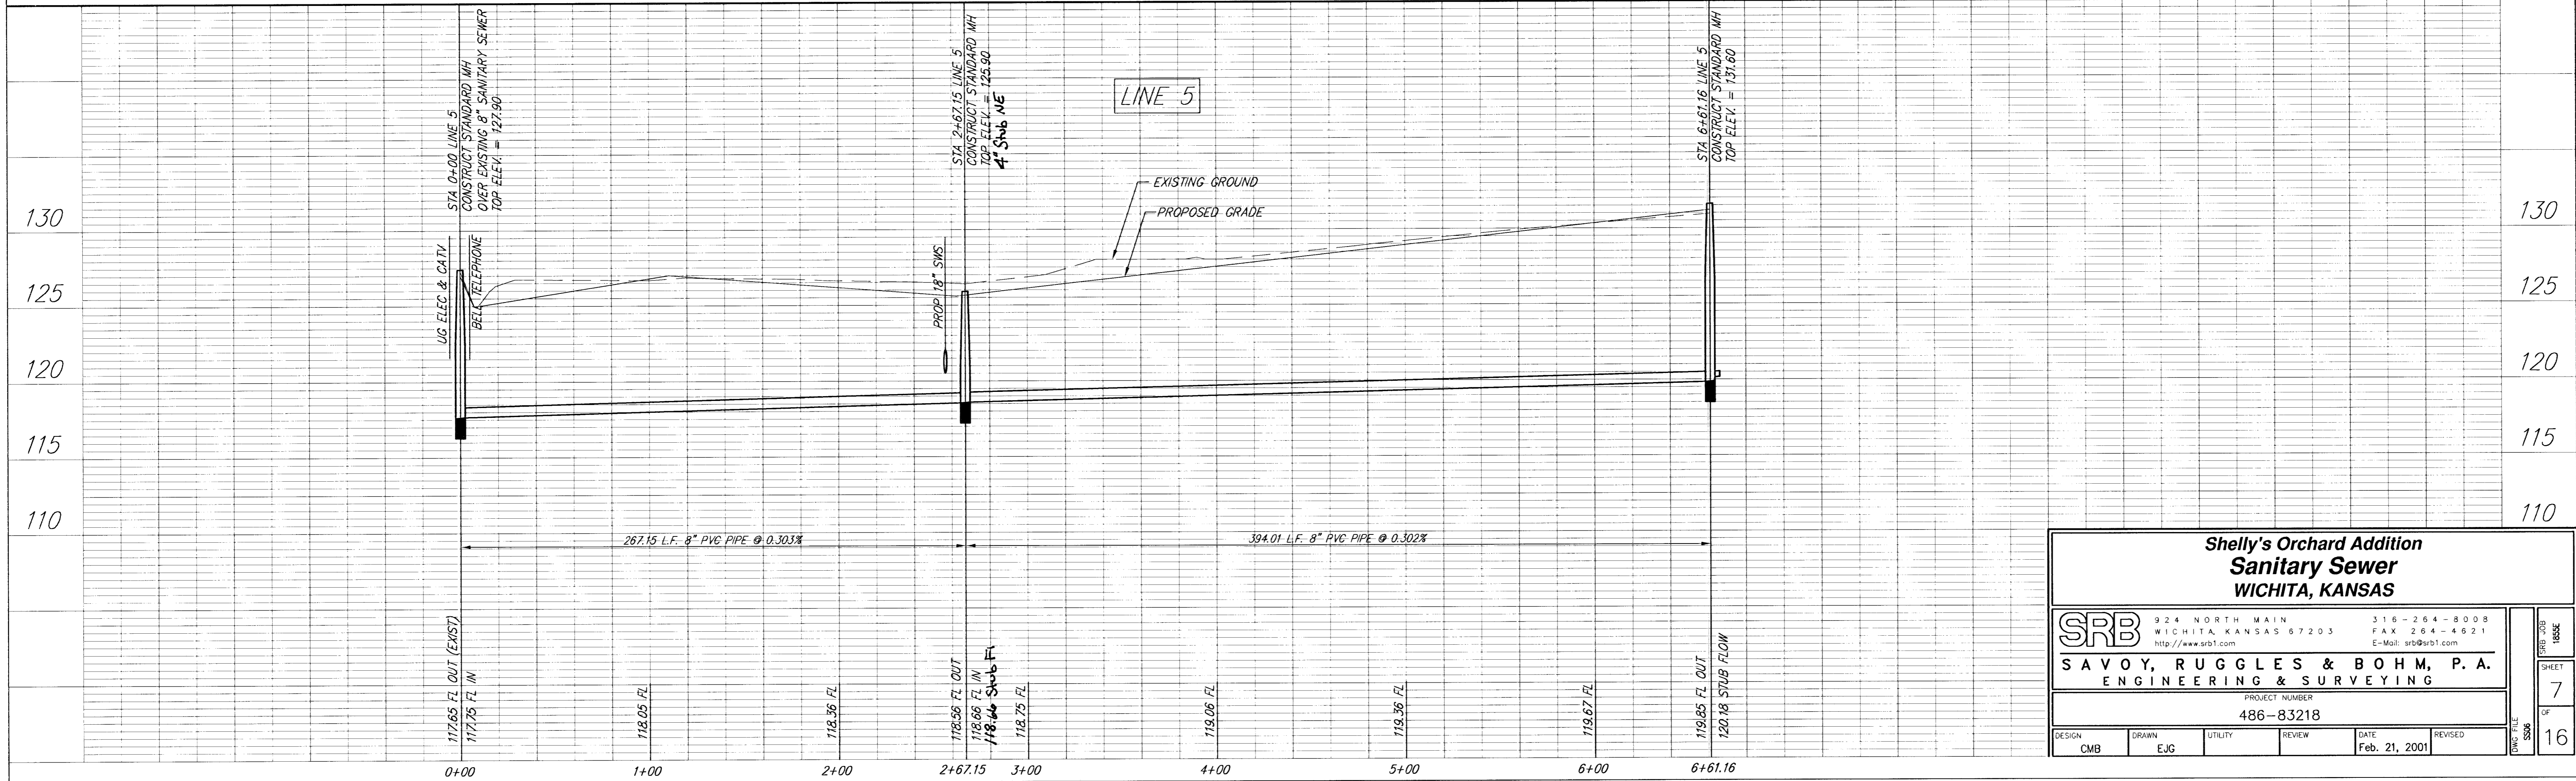 STA 0+00 LINE 5
CONSTRUCT STANDARD MH
OVER EXISTING 8" SANITARY SEWER
TOP ELEV. = 127.90
STA 2+67.15 LINE 5
CONSTRUCT STANDARD MH
TOP ELEV. = 125.90
4" Stub NE
LINE 5
STA 6+61.16 LINE 5
CONSTRUCT STANDARD MH
TOP ELEV. = 131.60
EXISTING GROUND
PROPOSED GRADE
UG ELEC & CATV
BELL TELEPHONE
PROP. 18" SWS
130
125
120
115
110
130
125
120
115
110
267.15 L.F. 8" PVC PIPE @ 0.303%
394.01 L.F. 8" PVC PIPE @ 0.302%
117.65 FL OUT (EXIST)
117.75 FL IN
118.05 FL
118.36 FL
118.56 FL OUT
118.66 FL IN
118.66 Stub Fl
118.75 FL
119.06 FL
119.36 FL
119.67 FL
119.85 FL OUT
120.18 STUB FLOW
0+00
1+00
2+00
2+67.15
3+00
4+00
5+00
6+00
6+61.16
Shelly's Orchard Addition
Sanitary Sewer
WICHITA, KANSAS
SRB
924 NORTH MAIN
WICHITA, KANSAS 67203
http://www.srb1.com
316-264-8008
FAX 264-4621
E-Mail: srb@srb1.com
SAVOY, RUGGLES & BOHM, P.A.
ENGINEERING & SURVEYING
PROJECT NUMBER
486-83218
DESIGN
CMB
DRAWN
EJG
UTILITY
REVIEW
DATE
Feb. 21, 2001
REVISED
DWG FILE
SS06
SRB JOB
1855E
SHEET
7
OF
16